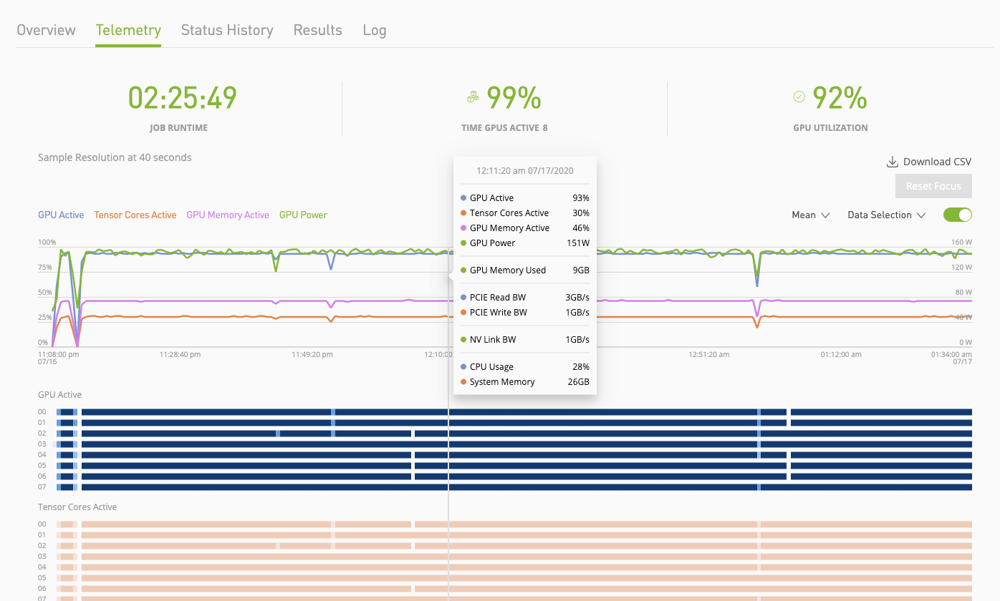 Overview Telemetry Status History Results Log
02:25:49 99% 92%
JOB RUNTIME TIME GPUS ACTIVE 8 GPU UTILIZATION
Sample Resolution at 40 seconds
Download CSV
Reset Focus
12:11:20 am 07/17/2020
GPU Active 93%
Tensor Cores Active 30%
GPU Memory Active 46%
GPU Power 151W
GPU Memory Used 9GB
PCIE Read BW 3GB/s
PCIE Write BW 1GB/s
NV Link BW 1GB/s
CPU Usage 28%
System Memory 26GB
GPU Active Tensor Cores Active GPU Memory Active GPU Power Mean Data Selection
100% 160 W
75% 120 W
50% 80 W
25% 40 W
0% 0 W
11:08:00 pm 11:28:40 pm 11:49:20 pm 12:10:00 12:51:20 am 01:12:00 am 01:34:00 am
07/16 07/17
GPU Active
00
01
02
03
04
05
06
07
Tensor Cores Active
00
01
02
03
04
05
06
07